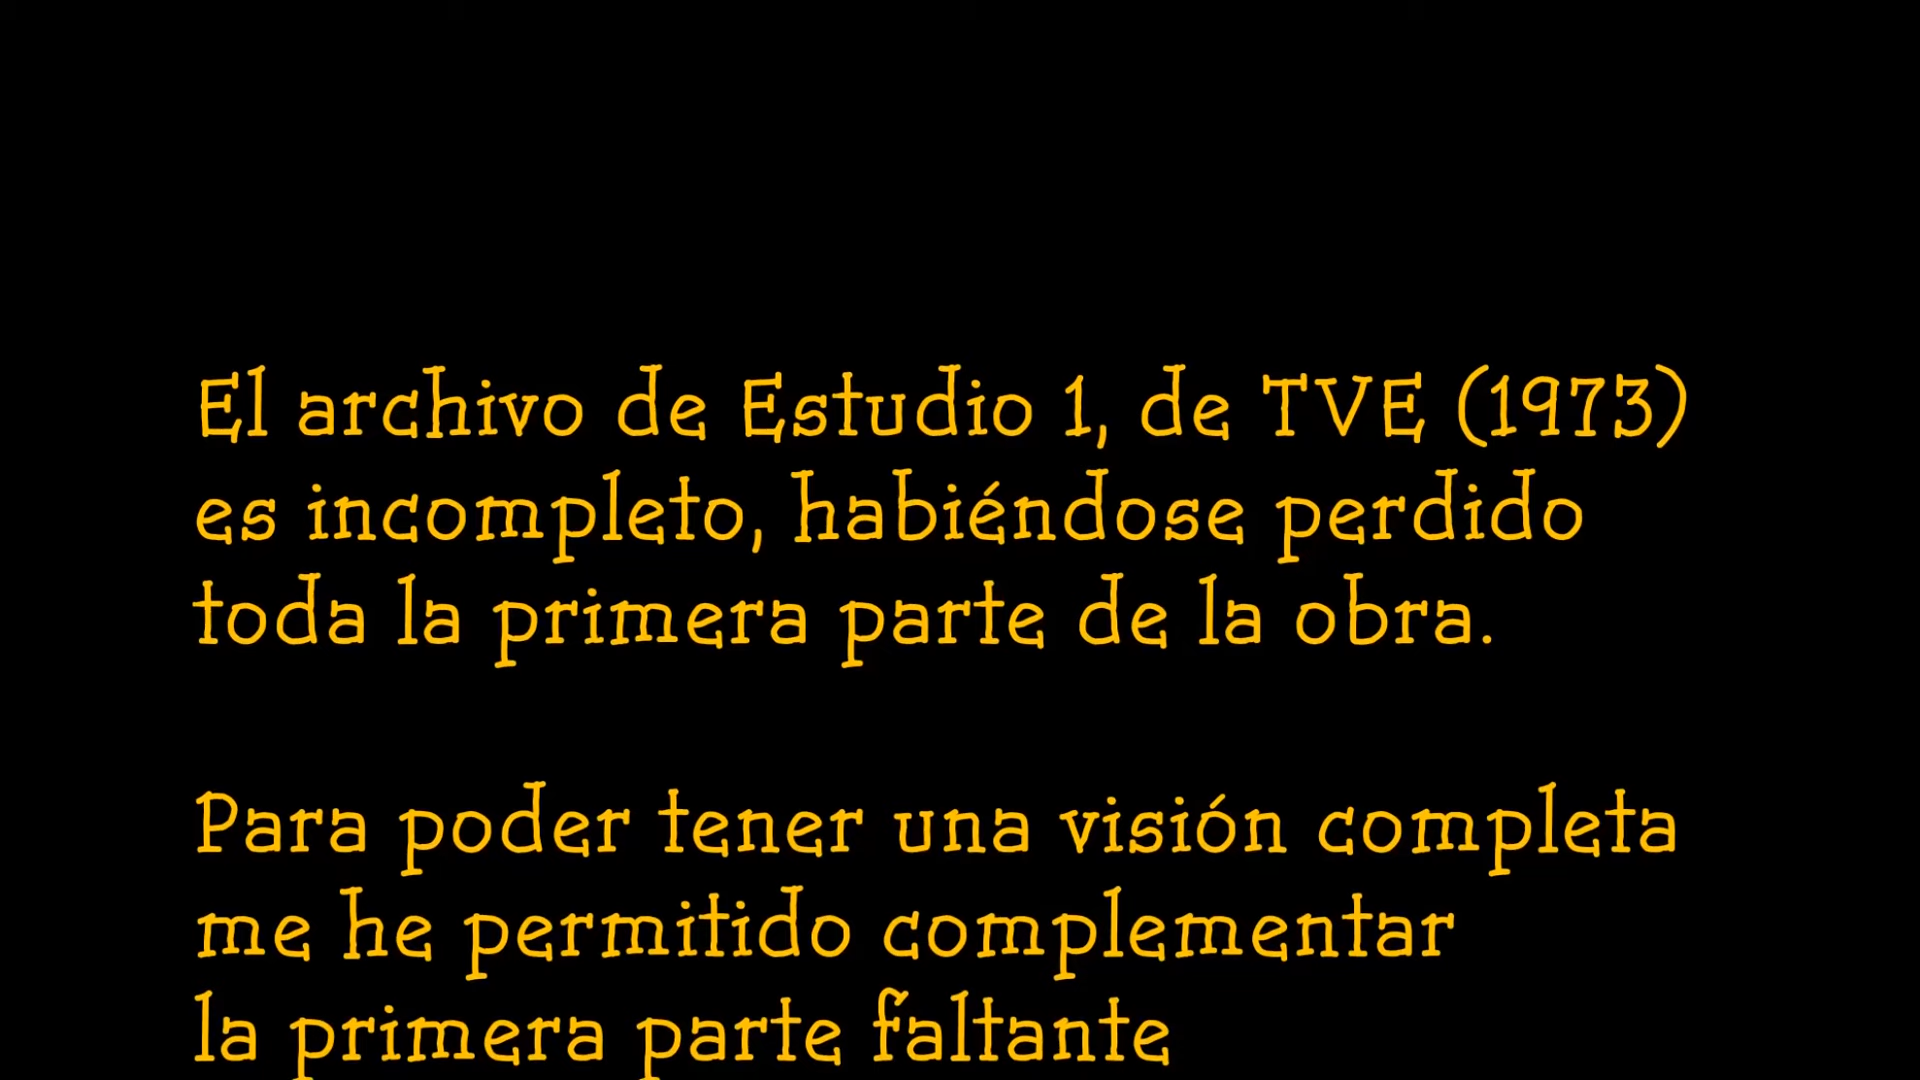 El archivo de Estudio 1, de TVE (1973)
es incompleto, habiéndose perdido
toda la primera parte de la obra.
Para poder tener una visión completa
me he permitido complementar
la primera parte faltante